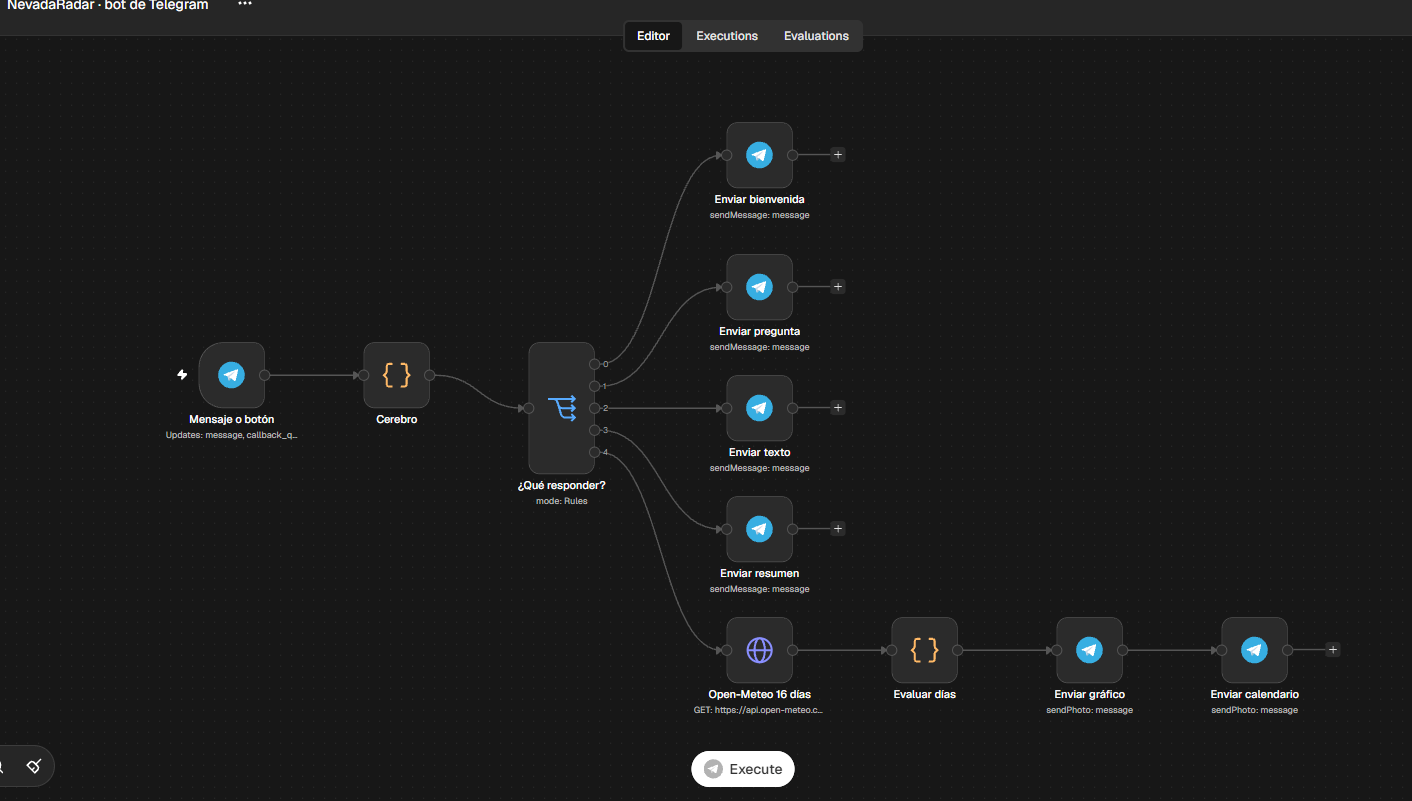 NevadaRadar · bot de Telegram ...
Editor Executions Evaluations
Enviar bienvenida
sendMessage: message
Enviar pregunta
sendMessage: message
Mensaje o botón
Updates: message, callback_q...
Cerebro
0
1
2
3
4
¿Qué responder?
mode: Rules
Enviar texto
sendMessage: message
Enviar resumen
sendMessage: message
Open-Meteo 16 días
GET: https://api.open-meteo.c...
Evaluar días
Enviar gráfico
sendPhoto: message
Enviar calendario
sendPhoto: message
Execute